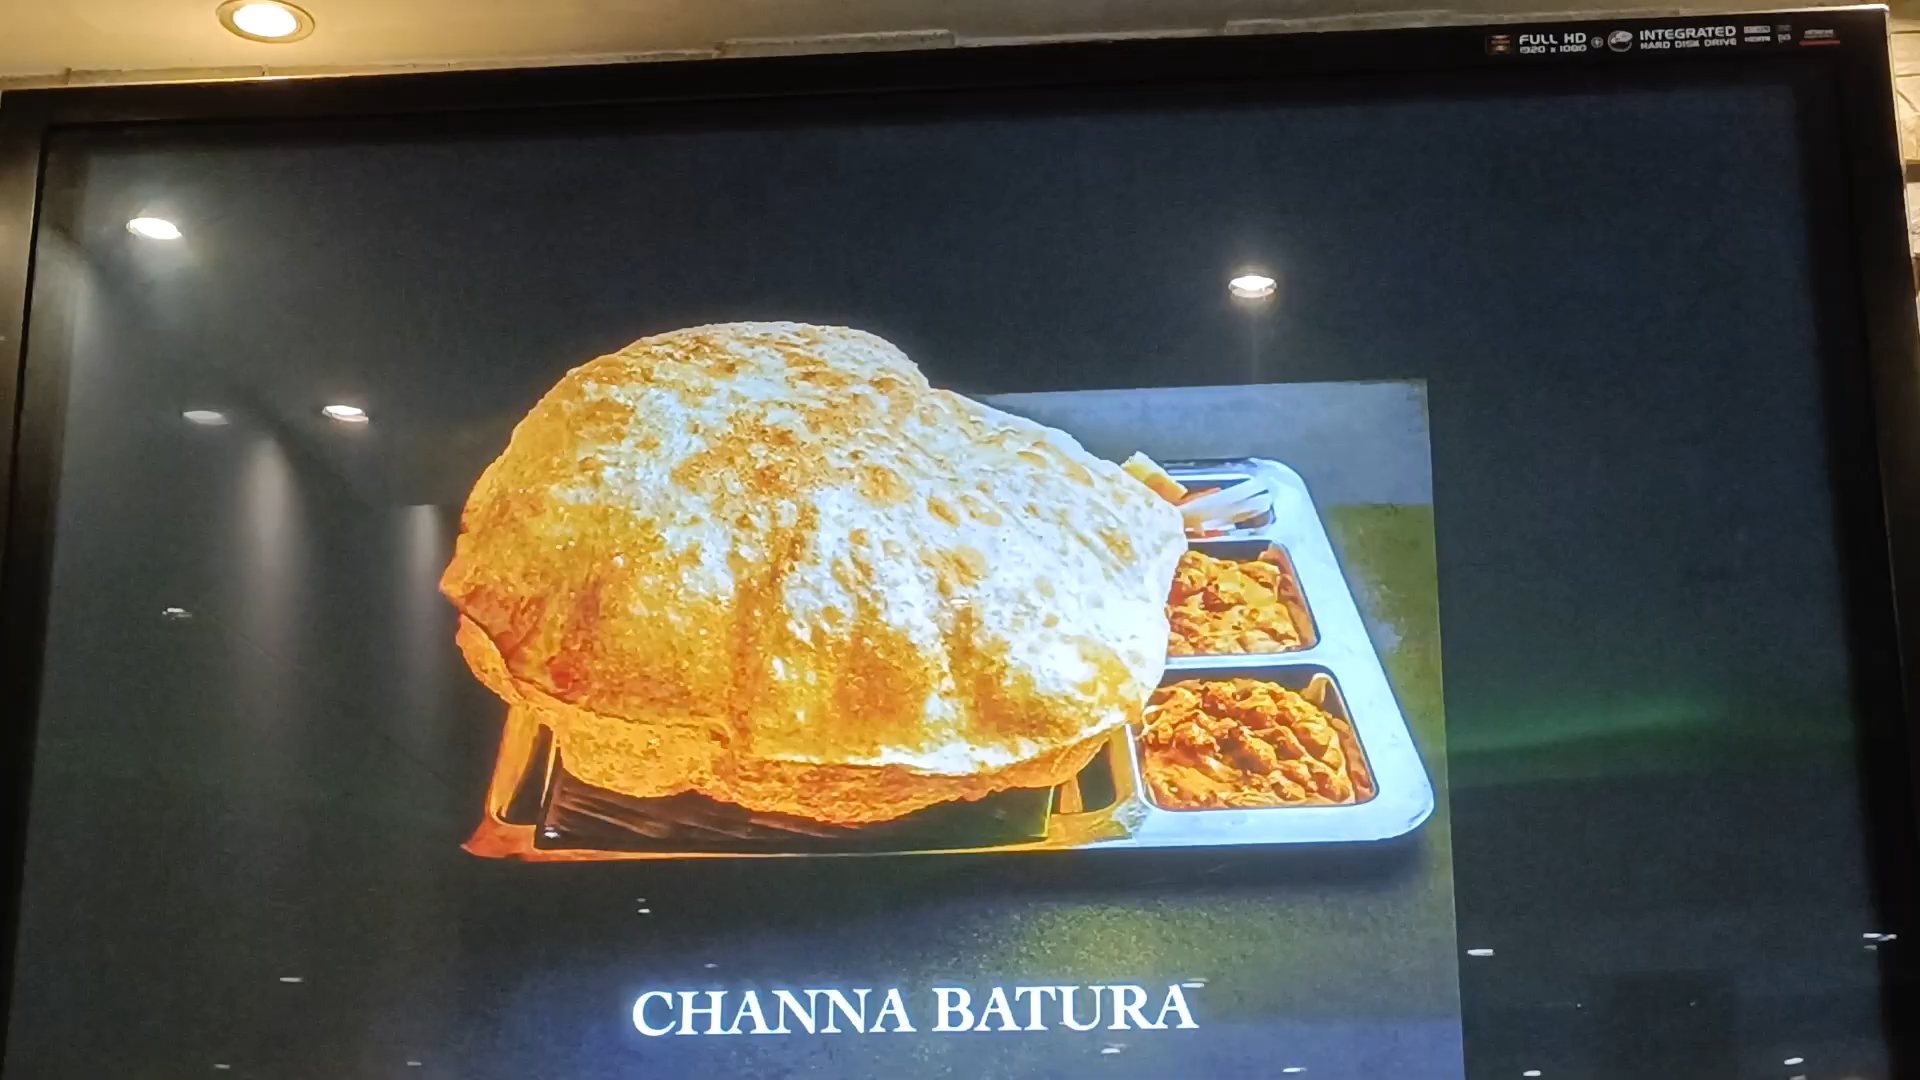 FULL HD
1920 x 1080
INTEGRATED
HARD DISK DRIVE
CHANNA BATURA